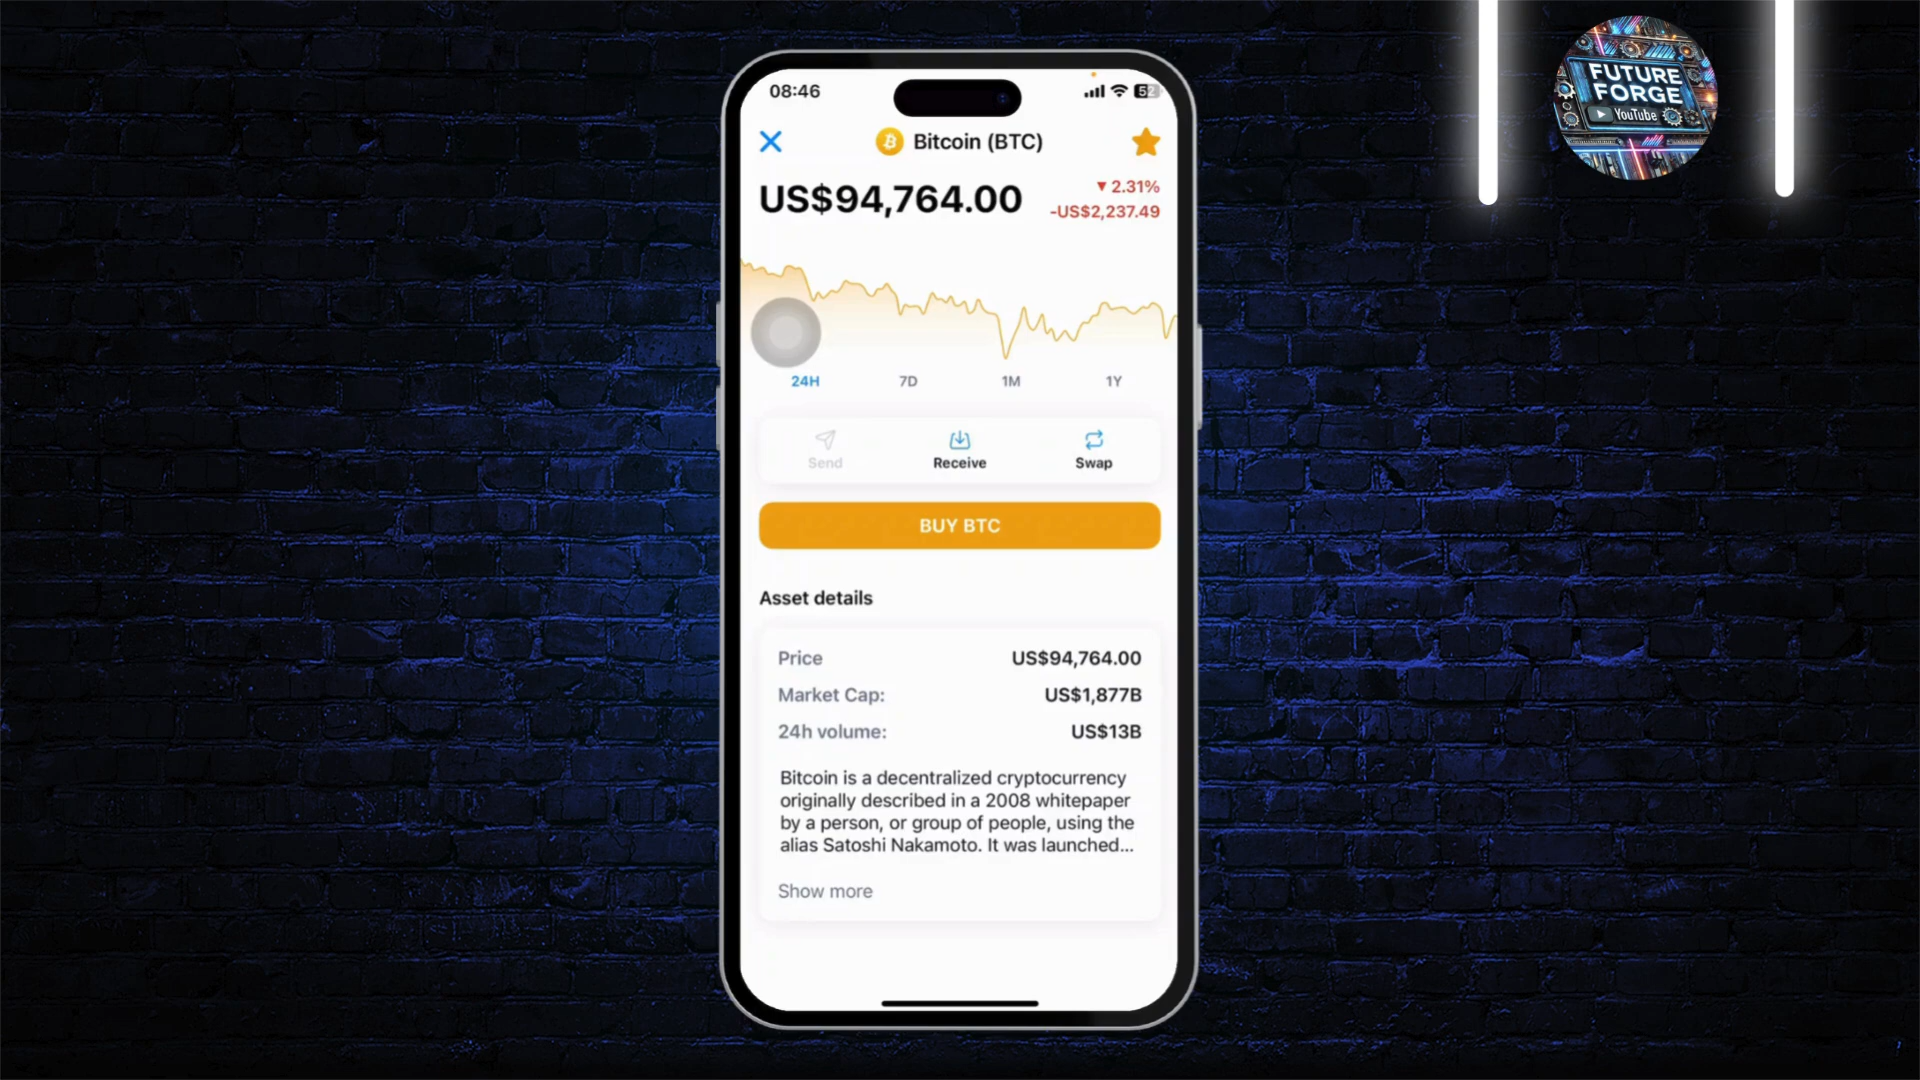 FUTURE
FORGE
YouTube
08:46
52
Bitcoin (BTC)
US$94,764.00
▼ 2.31%
-US$2,237.49
24H
7D
1M
1Y
Send
Receive
Swap
BUY BTC
Asset details
Price
US$94,764.00
Market Cap:
US$1,877B
24h volume:
US$13B
Bitcoin is a decentralized cryptocurrency
originally described in a 2008 whitepaper
by a person, or group of people, using the
alias Satoshi Nakamoto. It was launched...
Show more